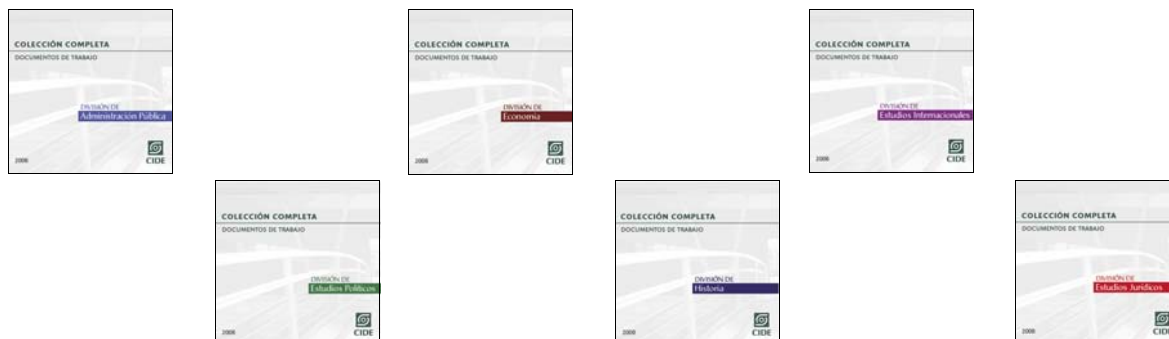 COLECCIÓN COMPLETA
DOCUMENTOS DE TRABAJO
DIVISIÓN DE
Administración Pública
2008
CIDE
COLECCIÓN COMPLETA
DOCUMENTOS DE TRABAJO
DIVISIÓN DE
Economía
2008
CIDE
COLECCIÓN COMPLETA
DOCUMENTOS DE TRABAJO
DIVISIÓN DE
Estudios Internacionales
2008
CIDE
COLECCIÓN COMPLETA
DOCUMENTOS DE TRABAJO
DIVISIÓN DE
Estudios Políticos
2008
CIDE
COLECCIÓN COMPLETA
DOCUMENTOS DE TRABAJO
DIVISIÓN DE
Historia
2008
CIDE
COLECCIÓN COMPLETA
DOCUMENTOS DE TRABAJO
DIVISIÓN DE
Estudios Jurídicos
2008
CIDE